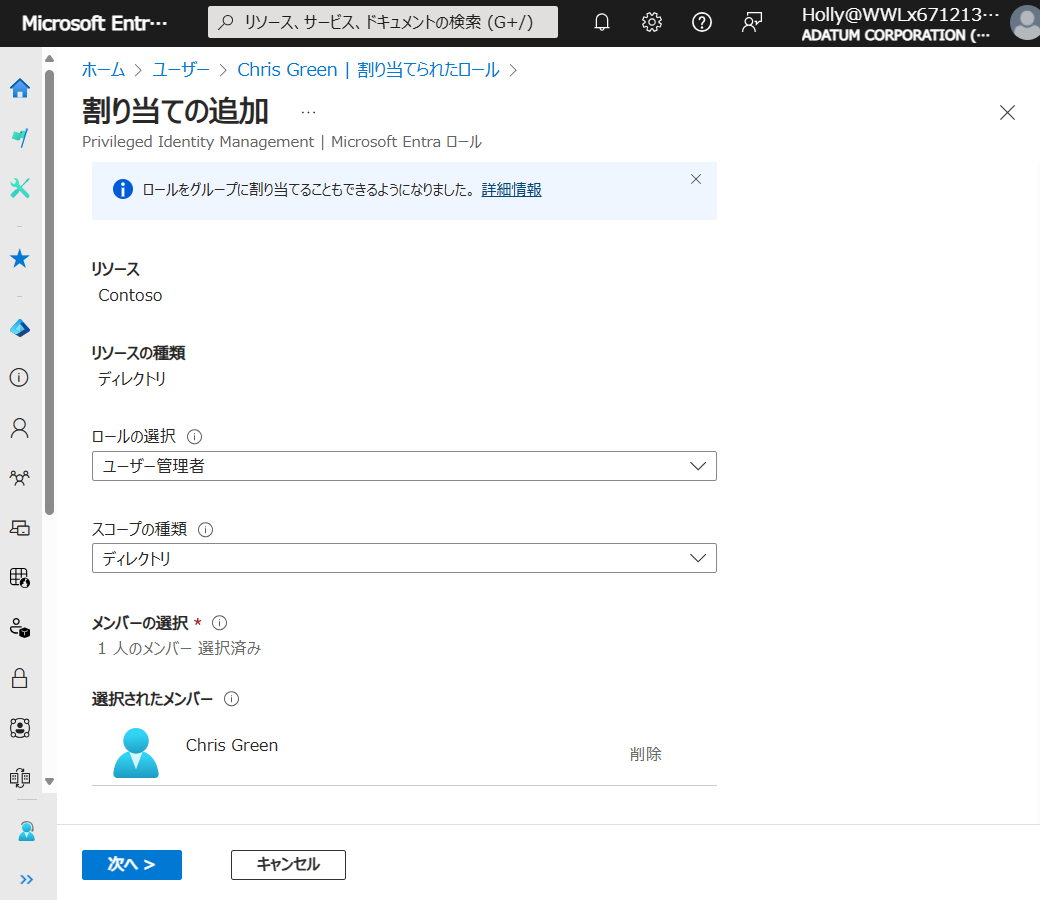 Microsoft Entr…
リソース、サービス、ドキュメントの検索 (G+/)
Holly@WWLx671213…
ADATUM CORPORATION (…
ホーム > ユーザー > Chris Green | 割り当てられたロール >
割り当ての追加 …
Privileged Identity Management | Microsoft Entra ロール
ロールをグループに割り当てることもできるようになりました。 詳細情報
リソース
Contoso
リソースの種類
ディレクトリ
ロールの選択
ユーザー管理者
スコープの種類
ディレクトリ
メンバーの選択 *
1 人のメンバー 選択済み
選択されたメンバー
Chris Green
削除
次へ >
キャンセル